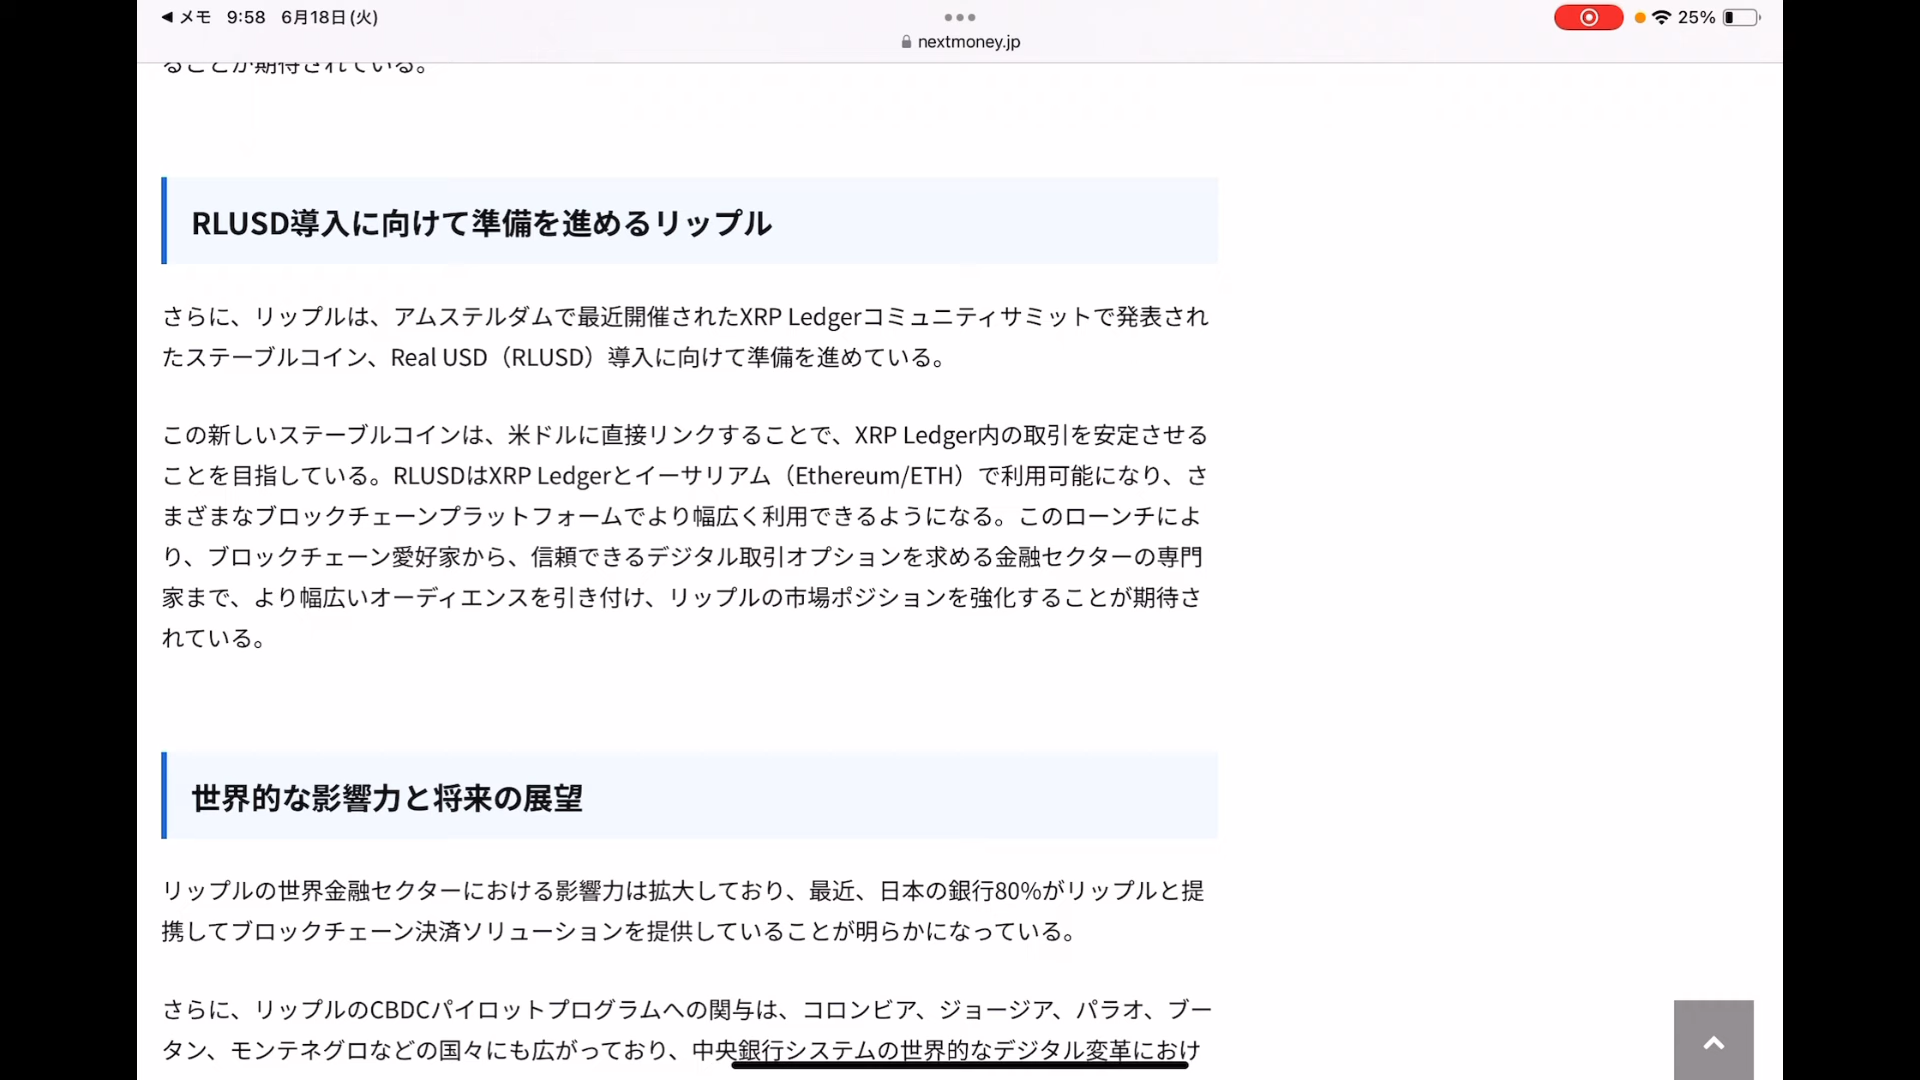 ◀ メモ 9:58 6月18日(火)
25%
nextmoney.jp
ることが期待されている。
RLUSD導入に向けて準備を進めるリップル
さらに、リップルは、アムステルダムで最近開催されたXRP Ledgerコミュニティサミットで発表され
たステーブルコイン、Real USD（RLUSD）導入に向けて準備を進めている。
この新しいステーブルコインは、米ドルに直接リンクすることで、XRP Ledger内の取引を安定させる
ことを目指している。RLUSDはXRP Ledgerとイーサリアム（Ethereum/ETH）で利用可能になり、さ
まざまなブロックチェーンプラットフォームでより幅広く利用できるようになる。このローンチによ
り、ブロックチェーン愛好家から、信頼できるデジタル取引オプションを求める金融セクターの専門
家まで、より幅広いオーディエンスを引き付け、リップルの市場ポジションを強化することが期待さ
れている。
世界的な影響力と将来の展望
リップルの世界金融セクターにおける影響力は拡大しており、最近、日本の銀行80%がリップルと提
携してブロックチェーン決済ソリューションを提供していることが明らかになっている。
さらに、リップルのCBDCパイロットプログラムへの関与は、コロンビア、ジョージア、パラオ、ブー
タン、モンテネグロなどの国々にも広がっており、中央銀行システムの世界的なデジタル変革におけ